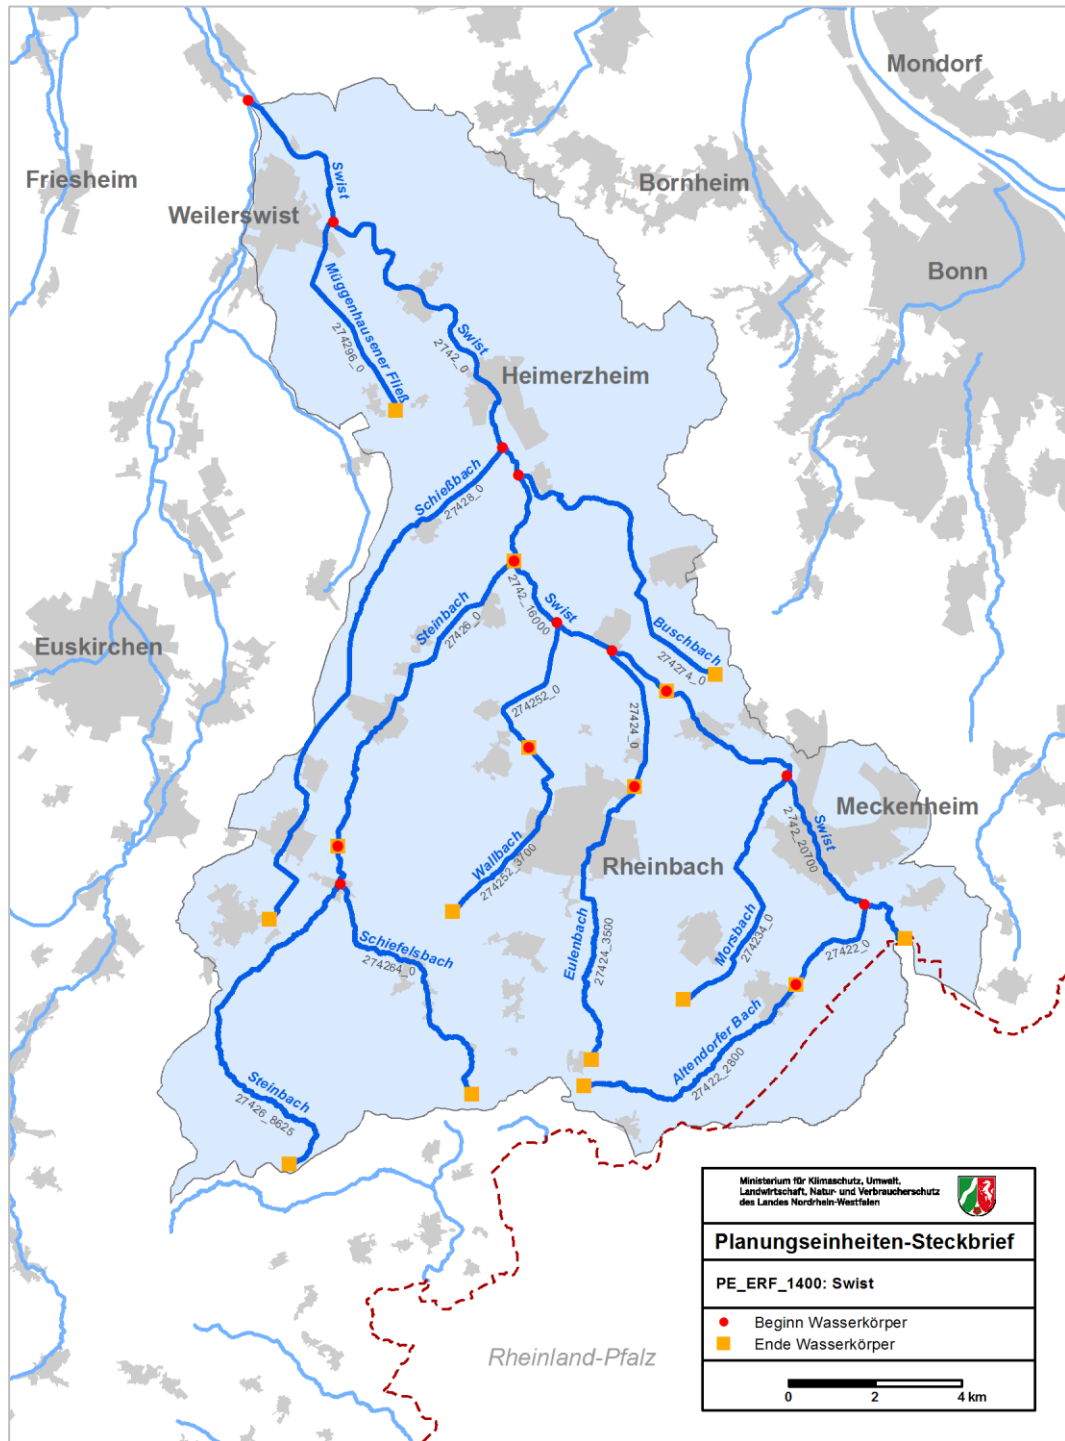 Mondorf
Friesheim
Bornheim
Weilerswist
Swist
Bonn
Müggenhausener Fließ
274296_0
Swist
2742_0
Heimerzheim
Schießbach
27428_0
Steinbach
27426_0
2742_16000
Swist
Buschbach
274274_0
Euskirchen
274252_0
27424_0
Meckenheim
Swist
2742_20700
Wallbach
274252_3700
Rheinbach
Morsbach
274234_0
Schiefelsbach
274264_0
Eulenbach
27424_3500
27422_0
Altendorfer Bach
27422_2800
Steinbach
27426_8625
Rheinland-Pfalz
Ministerium für Klimaschutz, Umwelt,
Landwirtschaft, Natur- und Verbraucherschutz
des Landes Nordrhein-Westfalen
Planungseinheiten-Steckbrief
PE_ERF_1400: Swist
Beginn Wasserkörper
Ende Wasserkörper
0 2 4 km